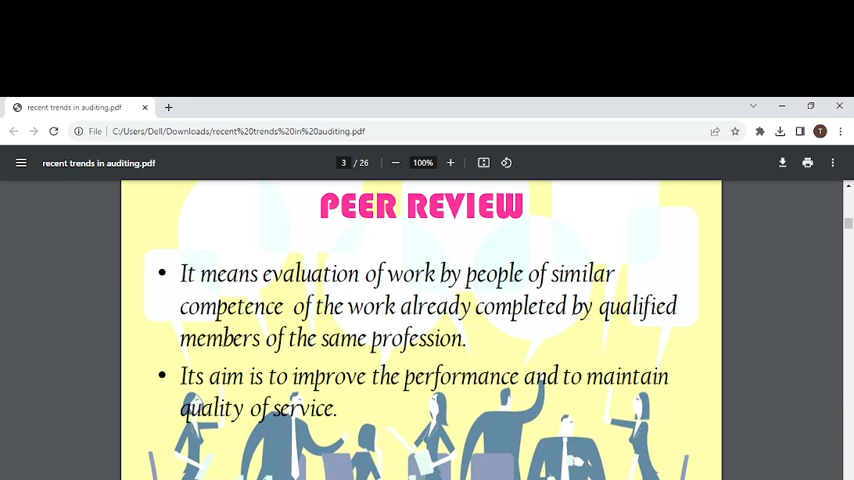 recent trends in auditing.pdf
File
C:/Users/Dell/Downloads/recent%20trends%20in%20auditing.pdf
T
recent trends in auditing.pdf
3 / 26
100%
PEER REVIEW
• It means evaluation of work by people of similar
competence of the work already completed by qualified
members of the same profession.
• Its aim is to improve the performance and to maintain
quality of service.